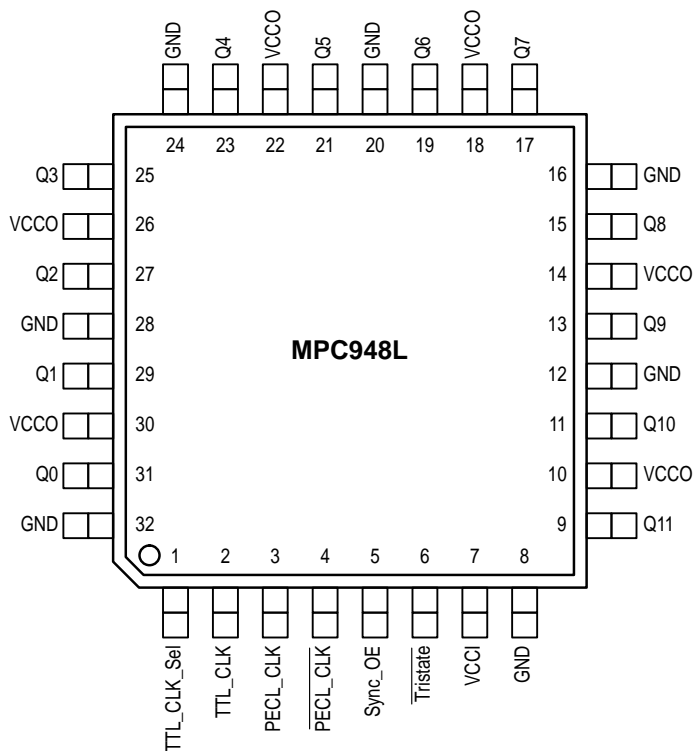 GND Q4 VCCO Q5 GND Q6 VCCO Q7
24 23 22 21 20 19 18 17
Q3 25 16 GND
VCCO 26 15 Q8
Q2 27 14 VCCO
GND 28 13 Q9
MPC948L
Q1 29 12 GND
VCCO 30 11 Q10
Q0 31 10 VCCO
GND 32 9 Q11
1 2 3 4 5 6 7 8
TTL_CLK_Sel TTL_CLK PECL_CLK PECL_CLK Sync_OE Tristate VCCI GND